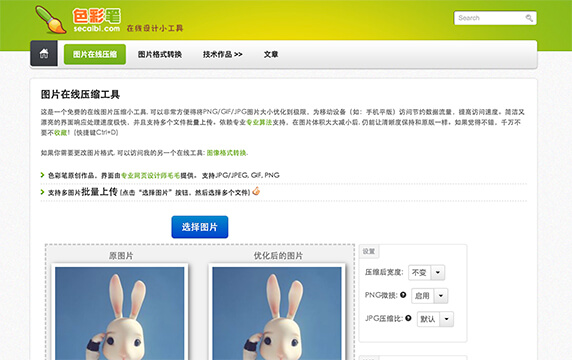 色彩笔
secaibi.com
在线设计小工具
Search
图片在线压缩
图片格式转换
技术作品 >>
文章
图片在线压缩工具
这是一个免费的在线图片压缩小工具, 可以非常方便得将PNG/GIF/JPG图片大小优化到极限, 为移动设备（如：手机平版）访问节约数据流量，提高访问速度。简洁又
漂亮的界面响应处理速度极快，并且支持多个文件批量上传。依赖专业专业算法支持、在图片体积大大减小后, 仍能让清晰度保持和原版一样。如果觉得不错，千万不
要不收藏！[快捷键Ctrl+D]
如果你需要更改图片格式, 可以访问我的另一个在线工具: 图像格式转换.
色彩笔原创作品，界面由专业网页设计师毛毛提供。 支持JPG/JPEG, GIF, PNG
支持多图片批量上传 (点击“选择图片”按钮，然后选择多个文件)
选择图片
原图片
优化后的图片
设置
压缩后宽度:
不变
PNG微损:
启用
JPG压缩比:
默认